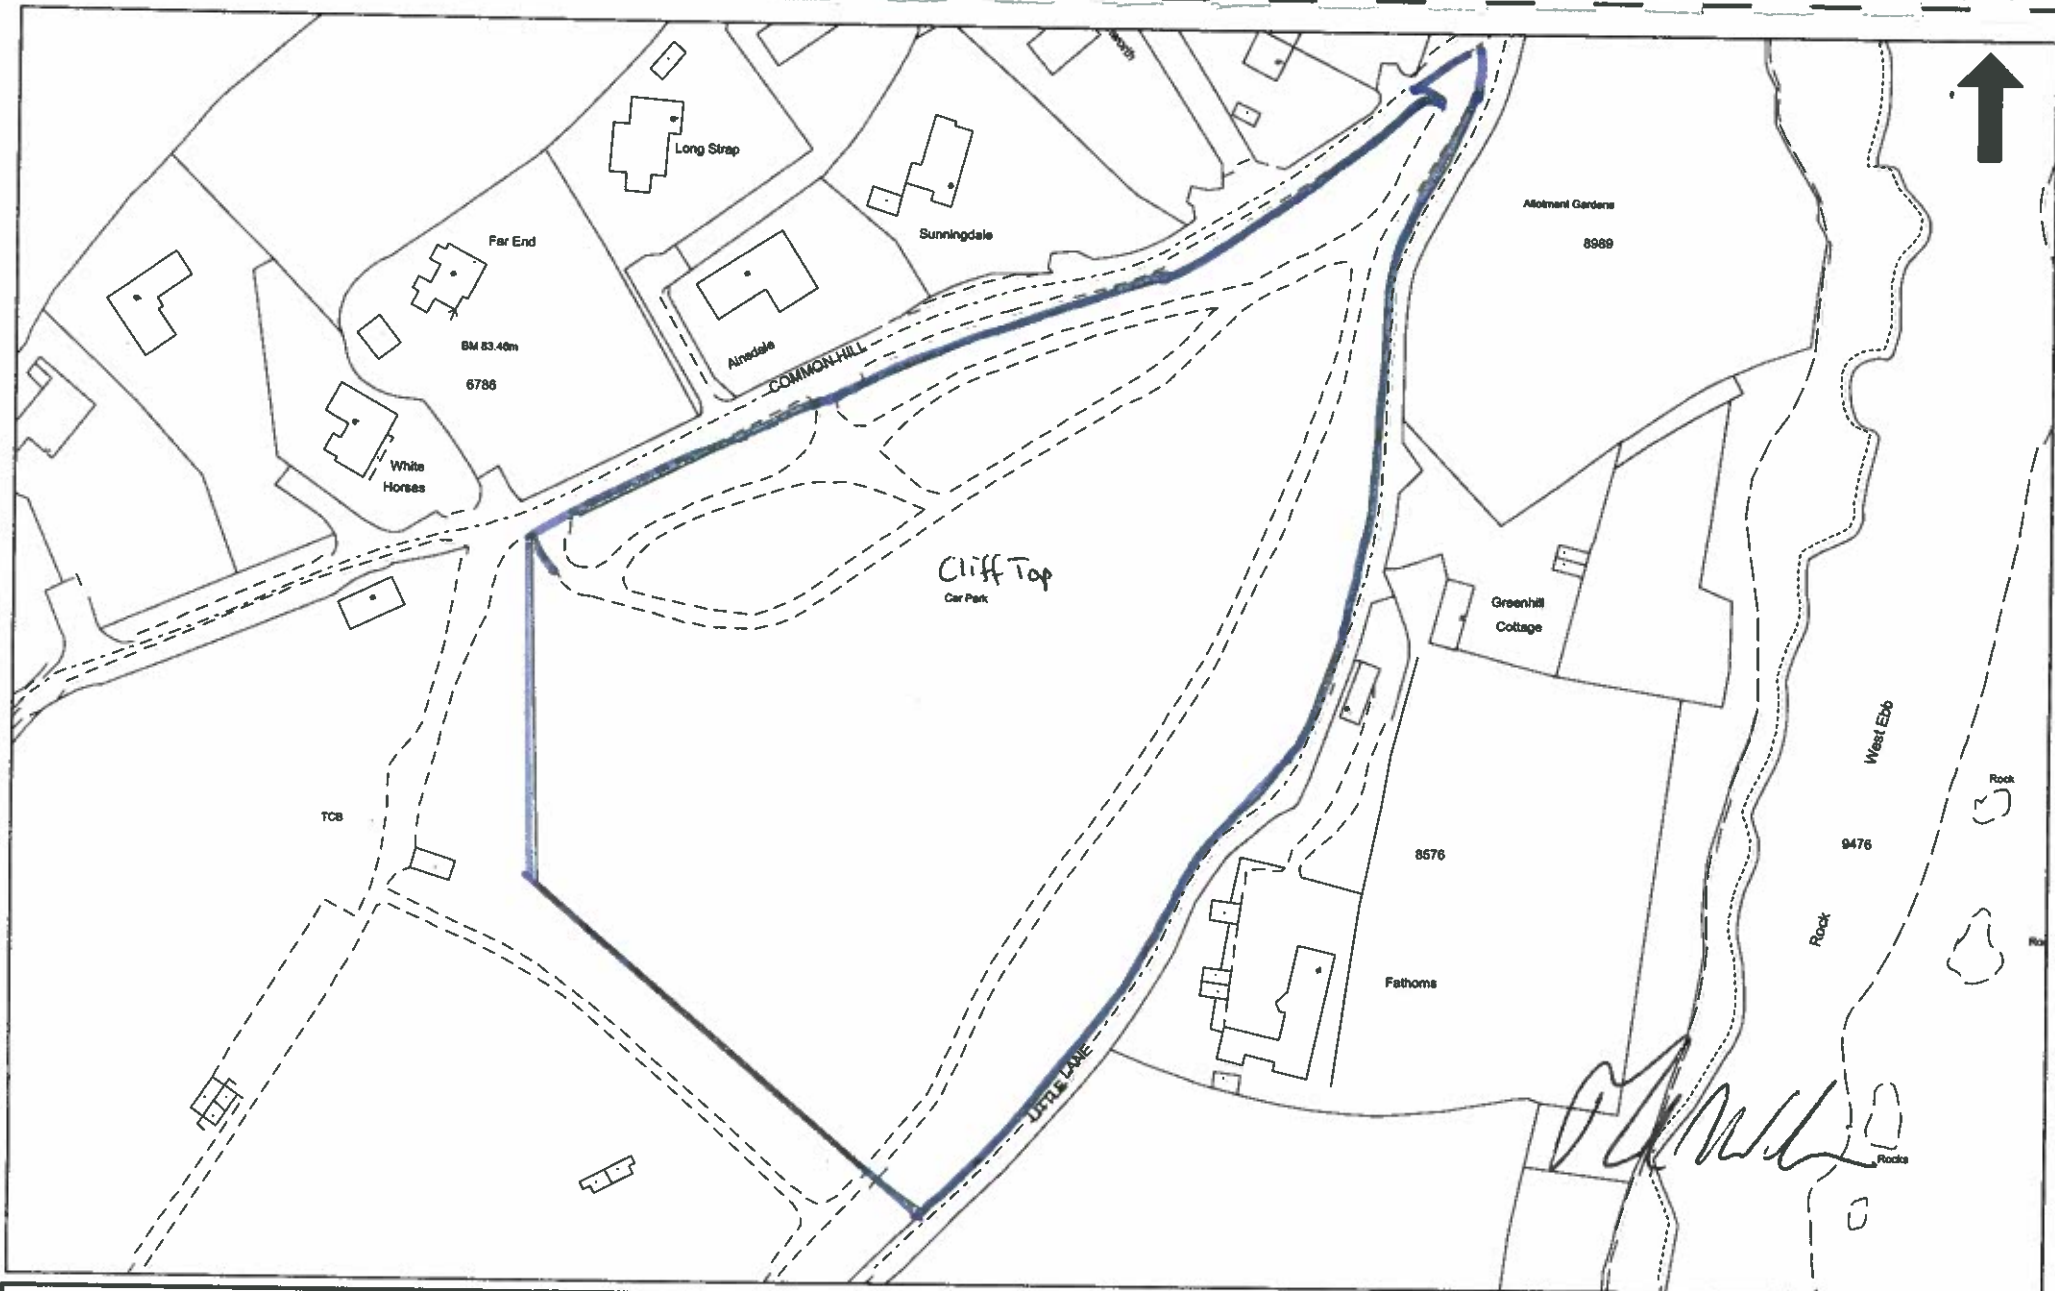 Long Strap
Allotment Gardens
8989
Sunningdale
Far End
BM 83.46m
6786
Ainsdale
COMMON HILL
White
Horses
Cliff Top
Car Park
Greenhill
Cottage
West Ebb
Rock
TCB
8576
9476
Rock
Fathoms
LITTLE LANE
Rocks